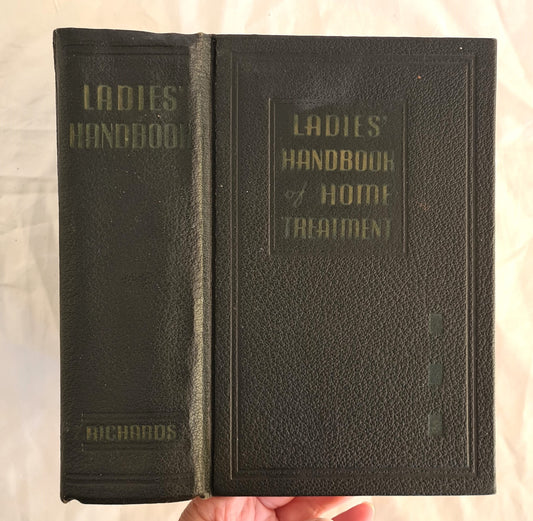 LADIES'
HANDBOOK
RICHARDS
LADIES'
HANDBOOK
of HOME
TREATMENT